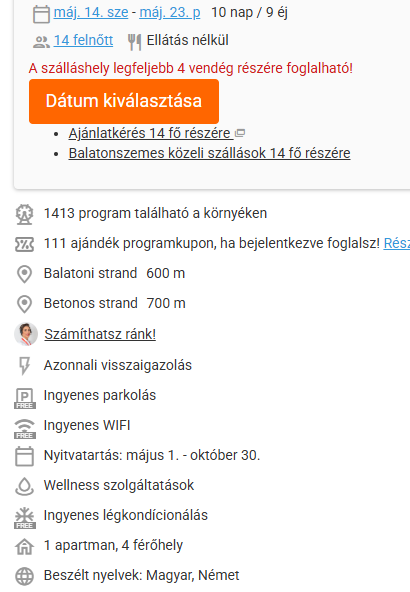 máj. 14. sze - máj. 23. p 10 nap / 9 éj
14 felnőtt Ellátás nélkül
A szálláshely legfeljebb 4 vendég részére foglalható!
Dátum kiválasztása
Ajánlatkérés 14 fő részére
Balatonszemes közeli szállások 14 fő részére
1413 program található a környéken
111 ajándék programkupon, ha bejelentkezve foglalsz! Rész
Balatoni strand 600 m
Betonos strand 700 m
Számíthatsz ránk!
Azonnali visszaigazolás
FREE Ingyenes parkolás
FREE Ingyenes WIFI
Nyitvatartás: május 1. - október 30.
Wellness szolgáltatások
FREE Ingyenes légkondícionálás
1 apartman, 4 férőhely
Beszélt nyelvek: Magyar, Német